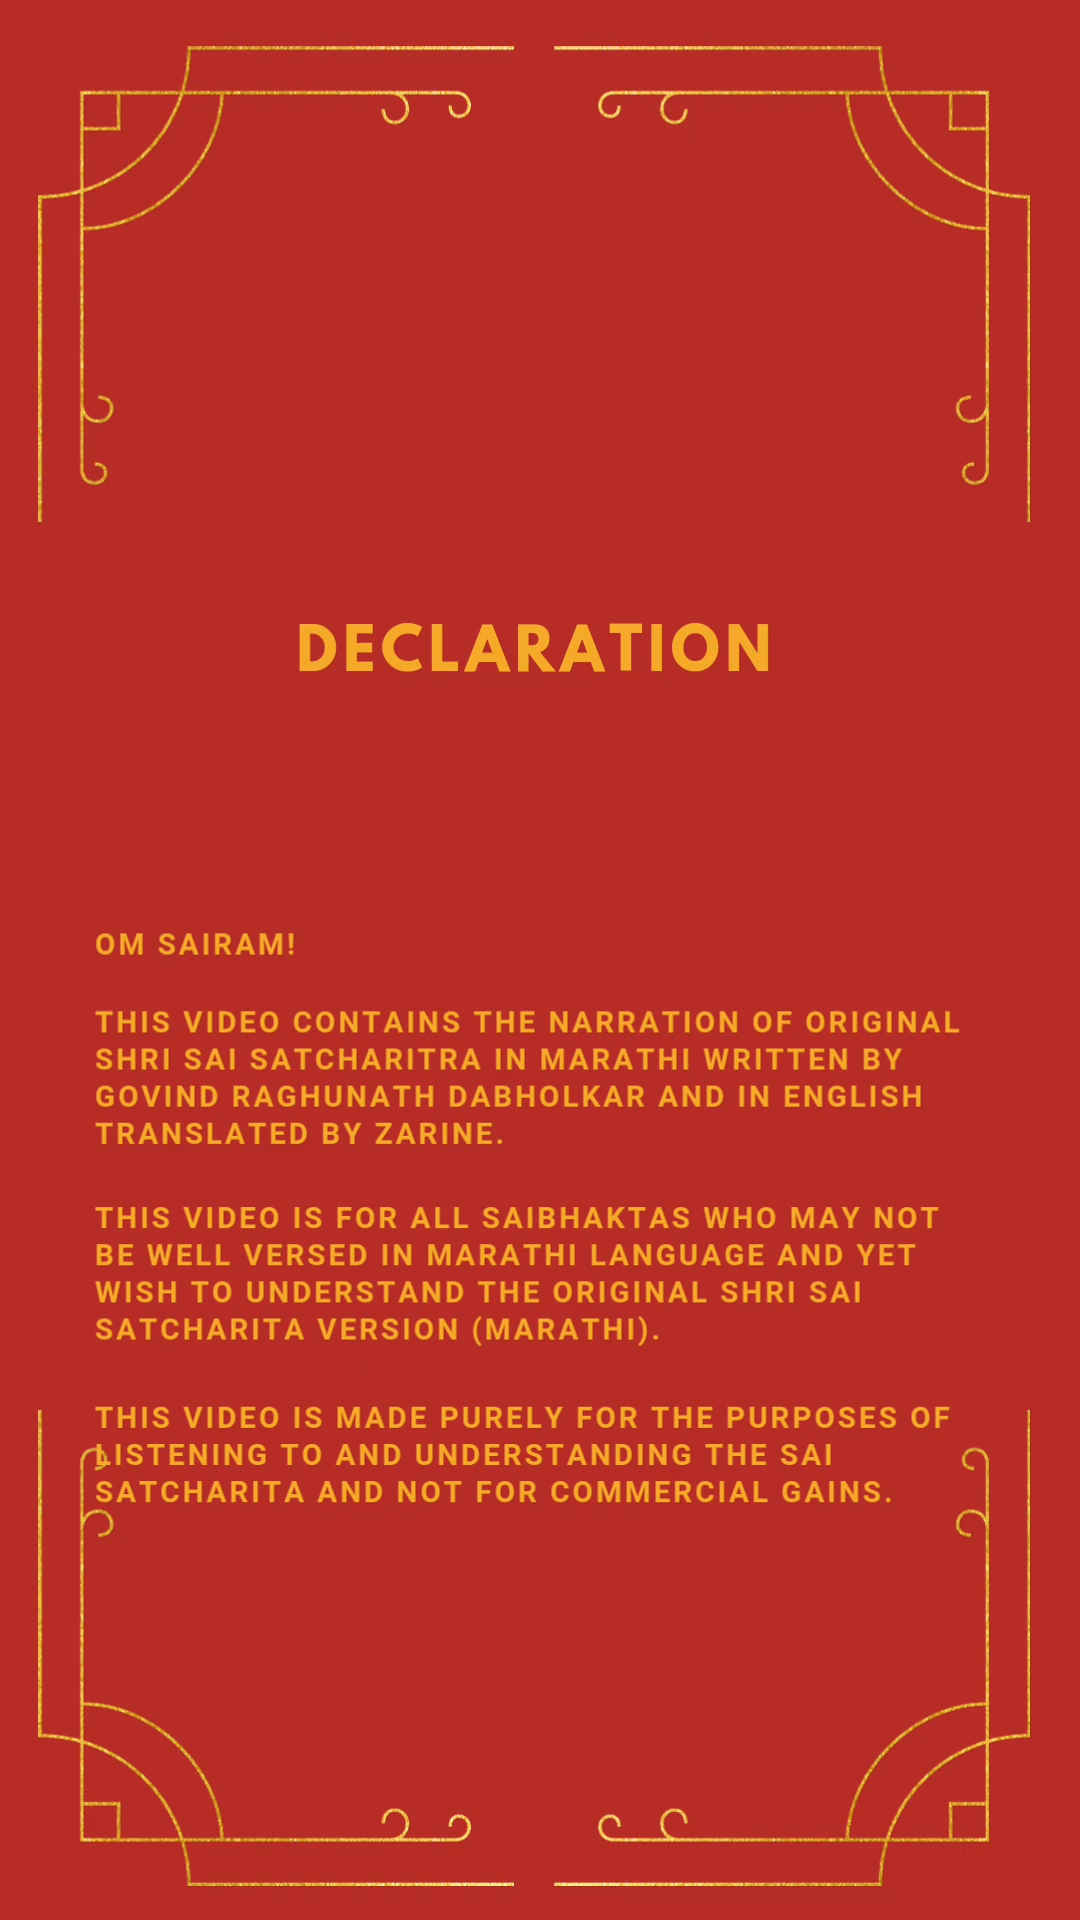 DECLARATION
OM SAIRAM!
THIS VIDEO CONTAINS THE NARRATION OF ORIGINAL
SHRI SAI SATCHARITRA IN MARATHI WRITTEN BY
GOVIND RAGHUNATH DABHOLKAR AND IN ENGLISH
TRANSLATED BY ZARINE.
THIS VIDEO IS FOR ALL SAIBHAKTAS WHO MAY NOT
BE WELL VERSED IN MARATHI LANGUAGE AND YET
WISH TO UNDERSTAND THE ORIGINAL SHRI SAI
SATCHARITA VERSION (MARATHI).
THIS VIDEO IS MADE PURELY FOR THE PURPOSES OF
LISTENING TO AND UNDERSTANDING THE SAI
SATCHARITA AND NOT FOR COMMERCIAL GAINS.